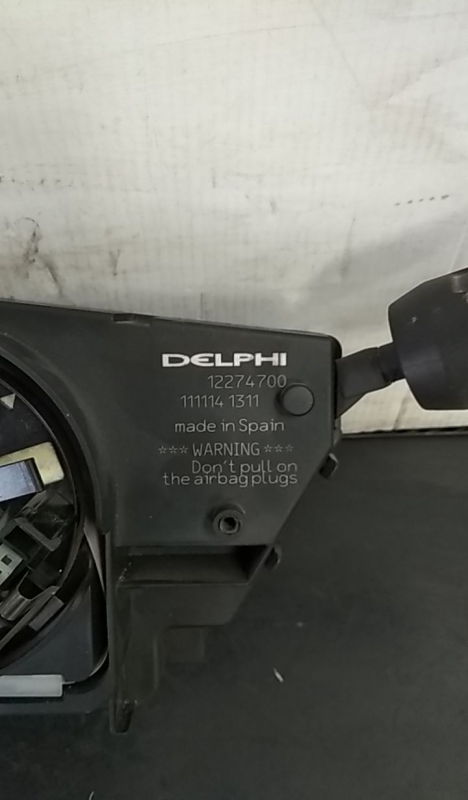 DELPHI
12274700
111114 1311
made in Spain
☆☆☆ WARNING ☆☆☆
Don't pull on
the airbag plugs